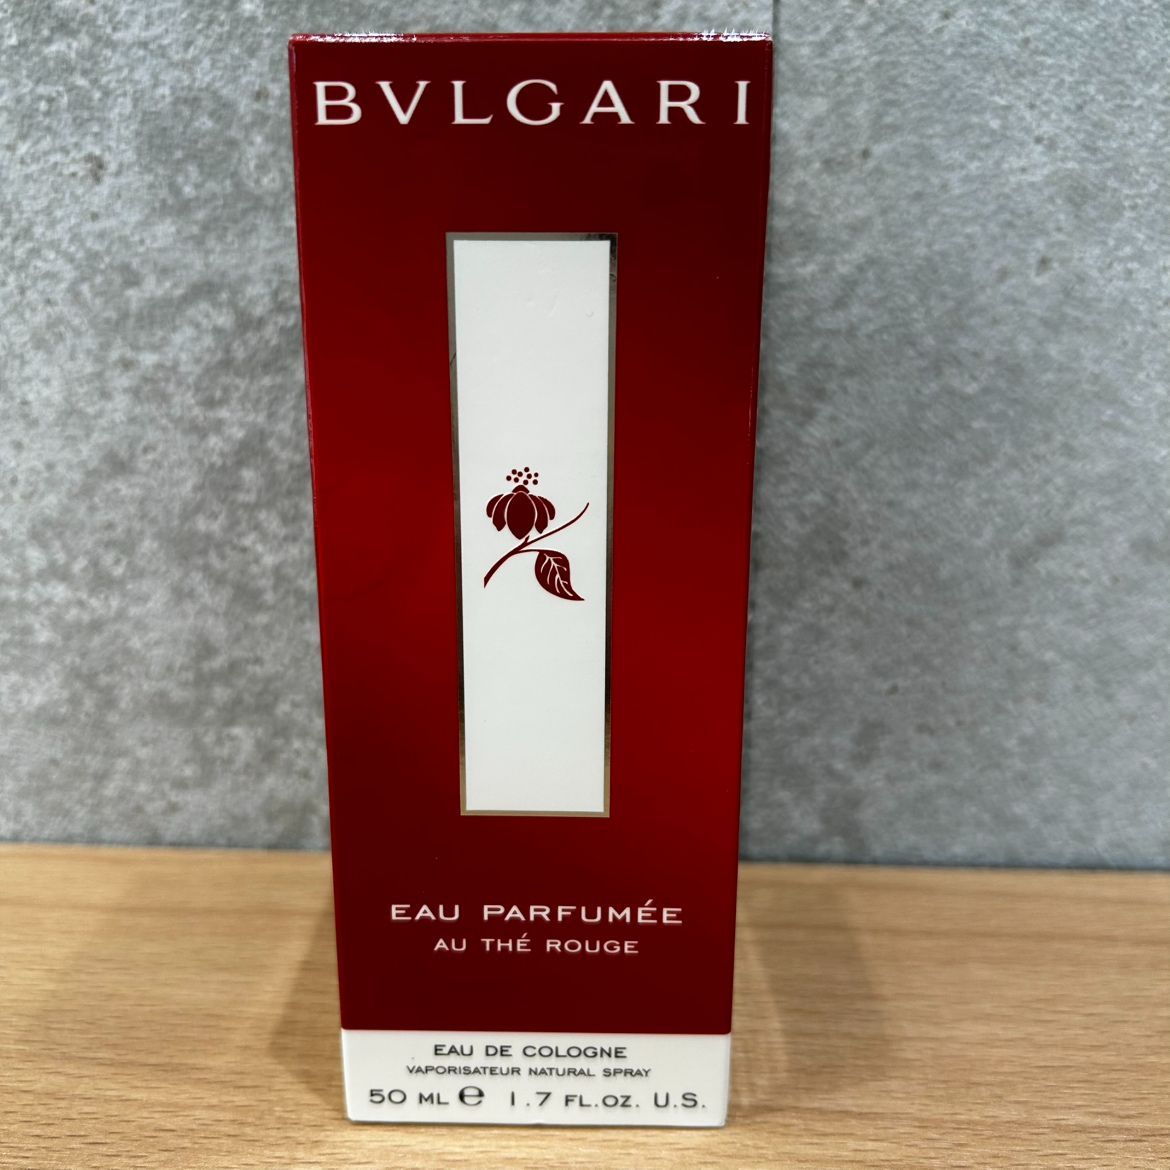 BVLGARI
EAU PARFUMÉE
AU THÉ ROUGE
EAU DE COLOGNE
VAPORISATEUR NATURAL SPRAY
50 ML ℮ 1.7 FL.OZ. U.S.